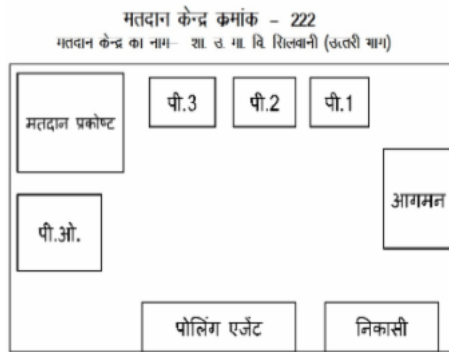 मतदान केन्द्र क्रमांक - 222
मतदान केन्द्र का नाम- शा. उ. मा. वि. सिलवानी (उत्तरी भाग)
मतदान प्रकोष्ट
पी.3
पी.2
पी.1
आगमन
पी.ओ.
पोलिंग एजेंट
निकासी